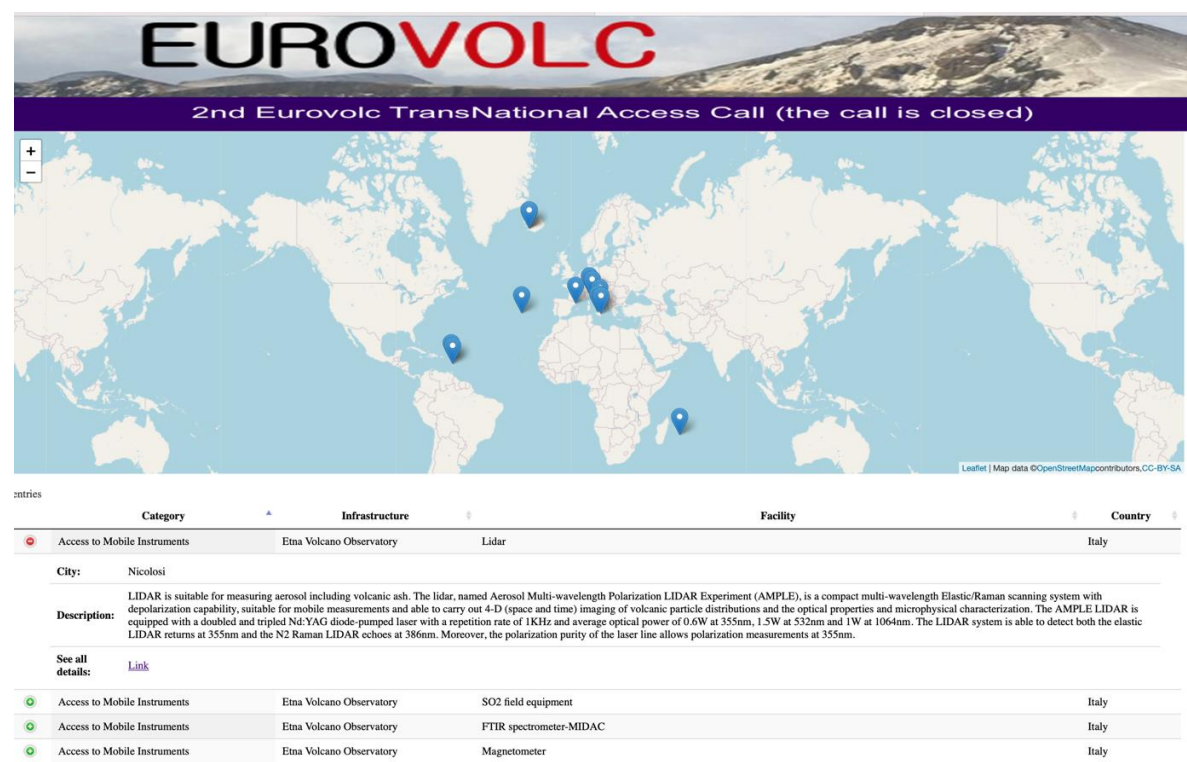 EUROVOLC
2nd Eurovolc TransNational Access Call (the call is closed)
+
−
Leaflet | Map data ©OpenStreetMapcontributors,CC-BY-SA
entries
Category Infrastructure Facility Country
Access to Mobile Instruments Etna Volcano Observatory Lidar Italy
City: Nicolosi
Description: LIDAR is suitable for measuring aerosol including volcanic ash. The lidar, named Aerosol Multi-wavelength Polarization LIDAR Experiment (AMPLE), is a compact multi-wavelength Elastic/Raman scanning system with
depolarization capability, suitable for mobile measurements and able to carry out 4-D (space and time) imaging of volcanic particle distributions and the optical properties and microphysical characterization. The AMPLE LIDAR is
equipped with a doubled and tripled Nd:YAG diode-pumped laser with a repetition rate of 1KHz and average optical power of 0.6W at 355nm, 1.5W at 532nm and 1W at 1064nm. The LIDAR system is able to detect both the elastic
LIDAR returns at 355nm and the N2 Raman LIDAR echoes at 386nm. Moreover, the polarization purity of the laser line allows polarization measurements at 355nm.
See all
details: Link
Access to Mobile Instruments Etna Volcano Observatory SO2 field equipment Italy
Access to Mobile Instruments Etna Volcano Observatory FTIR spectrometer-MIDAC Italy
Access to Mobile Instruments Etna Volcano Observatory Magnetometer Italy